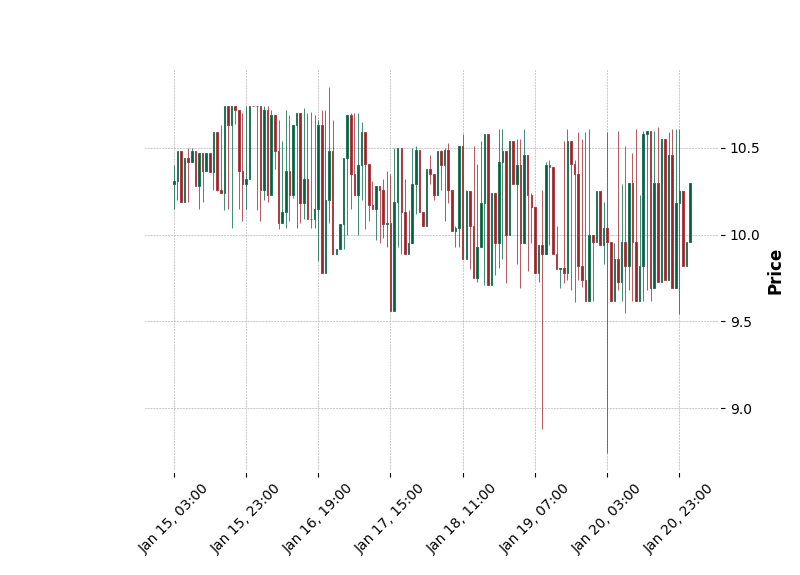 10.5
10.0
Price
9.5
9.0
Jan 15, 03:00
Jan 15, 23:00
Jan 16, 19:00
Jan 17, 15:00
Jan 18, 11:00
Jan 19, 07:00
Jan 20, 03:00
Jan 20, 23:00